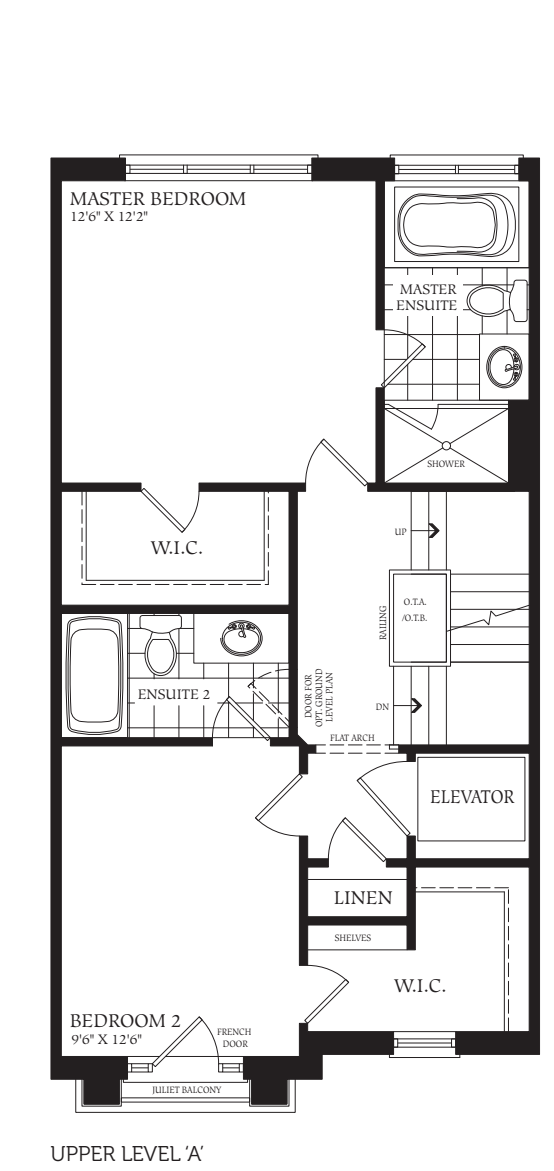 MASTER BEDROOM
12'6" X 12'2"
MASTER
ENSUITE
SHOWER
W.I.C.
UP
O.T.A.
/O.T.B.
RAILING
ENSUITE 2
DOOR FOR
OPT. GROUND
LEVEL PLAN
DN
FLAT ARCH
ELEVATOR
LINEN
SHELVES
W.I.C.
BEDROOM 2
9'6" X 12'6"
FRENCH
DOOR
JULIET BALCONY
UPPER LEVEL ‘A’